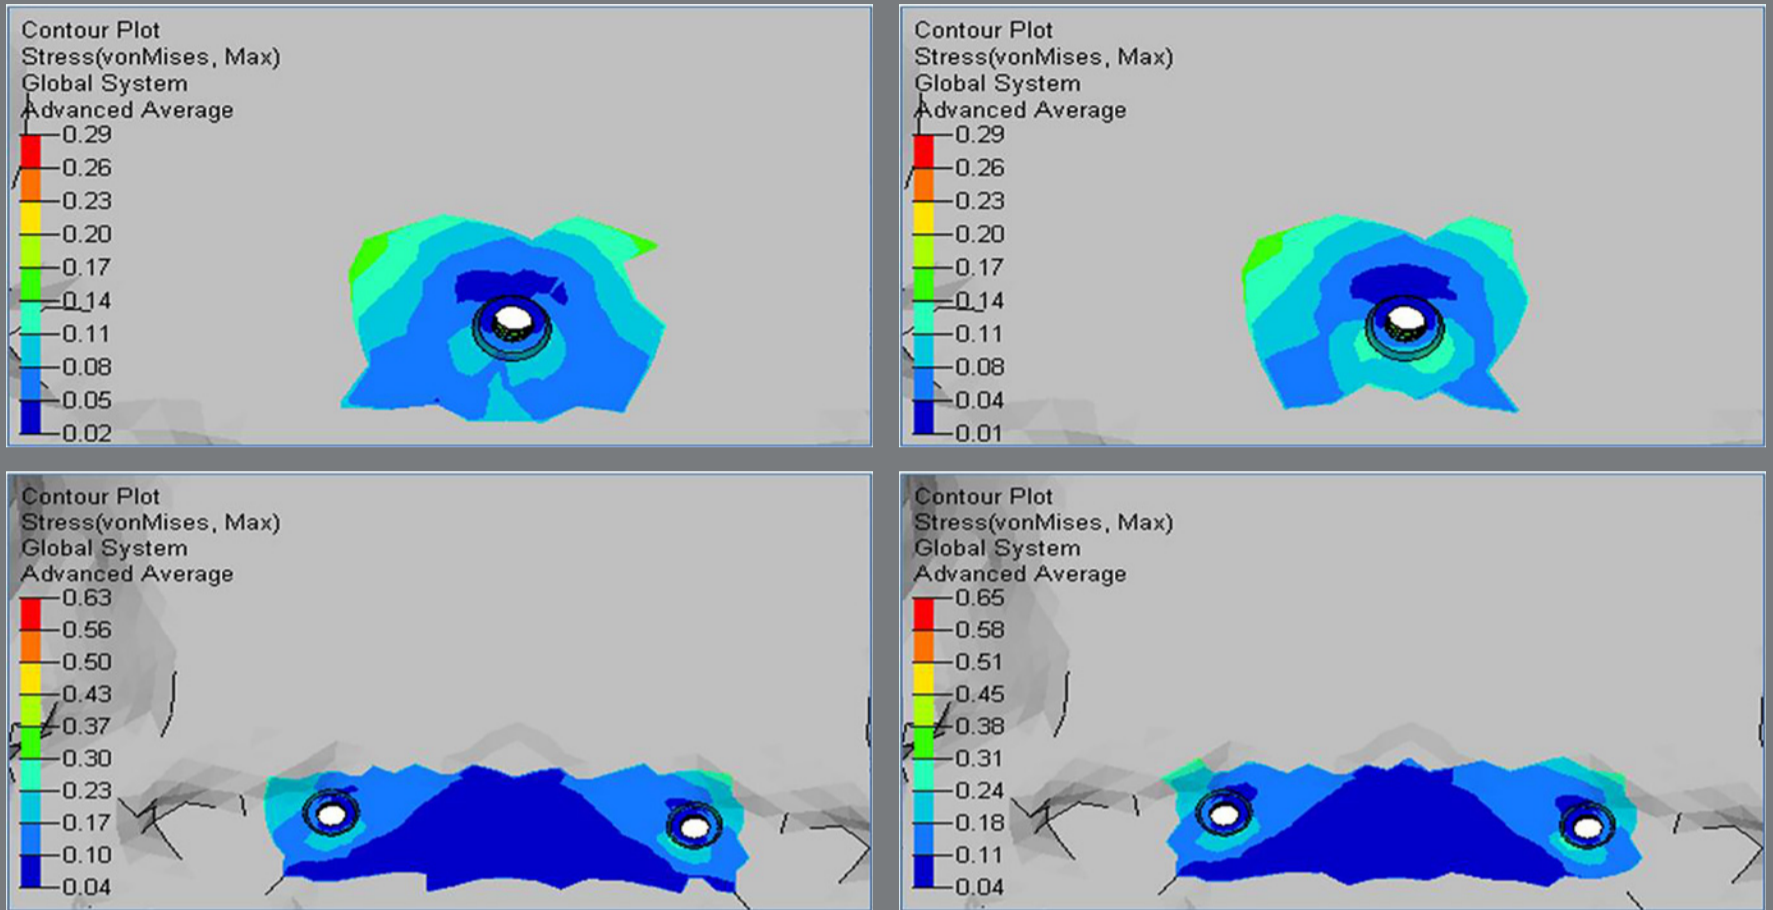 Contour Plot
Stress(vonMises, Max)
Global System
Advanced Average
0.29
0.26
0.23
0.20
0.17
0.14
0.11
0.08
0.05
0.02
Contour Plot
Stress(vonMises, Max)
Global System
Advanced Average
0.29
0.26
0.23
0.20
0.17
0.14
0.11
0.08
0.04
0.01
Contour Plot
Stress(vonMises, Max)
Global System
Advanced Average
0.63
0.56
0.50
0.43
0.37
0.30
0.23
0.17
0.10
0.04
Contour Plot
Stress(vonMises, Max)
Global System
Advanced Average
0.65
0.58
0.51
0.45
0.38
0.31
0.24
0.18
0.11
0.04